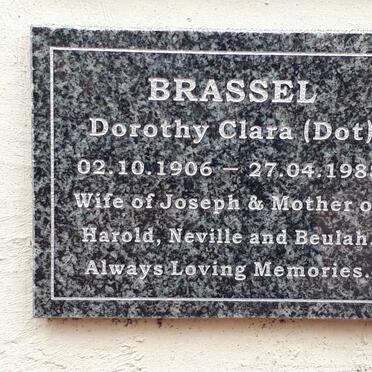 BRASSEL
Dorothy Clara (Dot)
02.10.1906 – 27.04.198
Wife of Joseph & Mother o
Harold, Neville and Beulah.
Always Loving Memories.